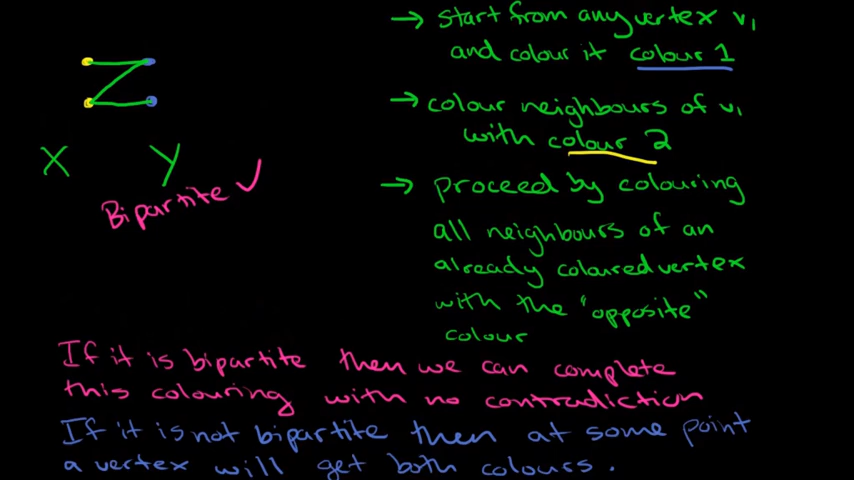 → start from any vertex v₁
and colour it colour 1
→ colour neighbours of v₁
with colour 2
→ proceed by colouring
all neighbours of an
already coloured vertex
with the "opposite"
colour
X Y
Bipartite ✓
If it is bipartite then we can complete
this colouring with no contradiction
If it is not bipartite then at some point
a vertex will get both colours.